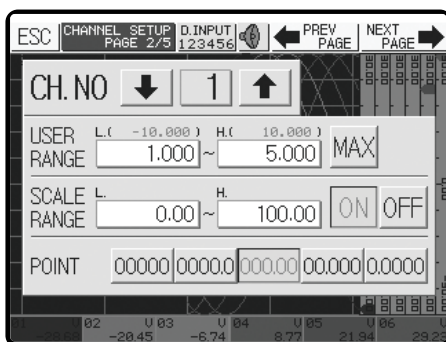 ESC CHANNEL SETUP PAGE 2/5 D.INPUT 123456 PREV PAGE NEXT PAGE
CH. NO 1
USER RANGE L.( -10.000 ) 1.000 ~ H.( 10.000 ) 5.000 MAX
SCALE RANGE L. 0.00 ~ H. 100.00 ON OFF
POINT 00000 0000.0 000.00 00.000 0.0000
01 U 02 U 03 U 04 U 05 U 06
-28.68 -20.45 -6.74 8.77 21.94 29.23